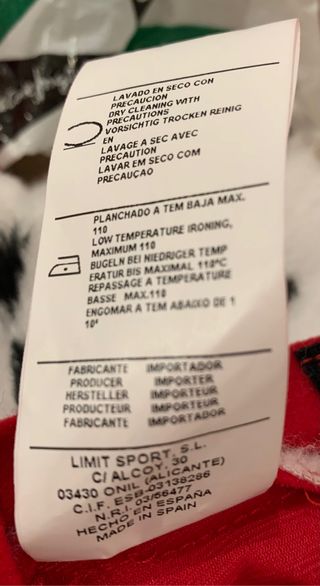 LAVADO EN SECO CON
PRECAUCION
DRY CLEANING WITH
PRECAUTIONS
VORSICHTIG TROCKEN REINIG
EN
LAVAGE A SEC AVEC
PRECAUTION
LAVAR EM SECO COM
PRECAUÇAO
PLANCHADO A TEM BAJA MAX.
110
LOW TEMPERATURE IRONING,
MAXIMUM 110
BUGELN BEI NIEDRIGER TEMP
ERATUR BIS MAXIMAL 110ºC
REPASSAGE A TEMPERATURE
BASSE MAX.110
ENGOMAR A TEM ABAIXO DE 1
10º
FABRICANTE IMPORTADOR
PRODUCER IMPORTER
HERSTELLER IMPORTEUR
PRODUCTEUR IMPORTEUR
FABRICANTE IMPORTADOR
LIMIT SPORT, S.L.
C/ ALCOY, 30
03430 ONIL (ALICANTE)
C.I.F. ESB-03138286
N.R.I. 03/56477
HECHO EN ESPAÑA
MADE IN SPAIN